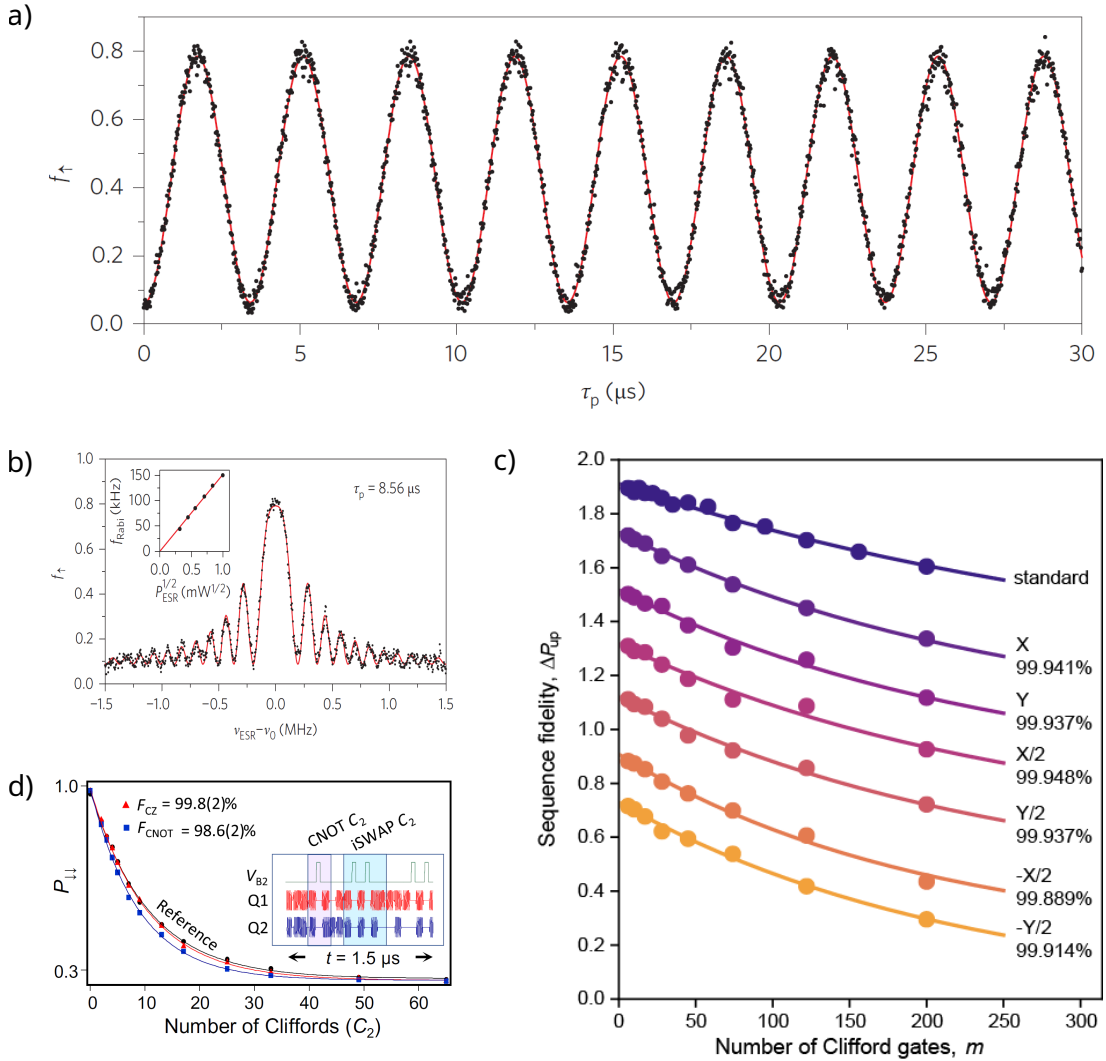 a)
0.8
0.6
0.4
0.2
0.0
f↑
0 5 10 15 20 25 30
τp (μs)
b)
1.0
0.8
0.6
0.4
0.2
0.0
f↑
150
100
50
0
fRabi (kHz)
0.0 0.5 1.0
P1/2ESR (mW1/2)
τp = 8.56 μs
−1.5 −1.0 −0.5 0.0 0.5 1.0 1.5
νESR−ν0 (MHz)
c)
2.0
1.8
1.6
1.4
1.2
1.0
0.8
0.6
0.4
0.2
0.0
Sequence fidelity, ΔPup
standard
X
99.941%
Y
99.937%
X/2
99.948%
Y/2
99.937%
-X/2
99.889%
-Y/2
99.914%
0 50 100 150 200 250 300
Number of Clifford gates, m
d)
1.0
0.3
P↓↓
FCZ = 99.8(2)%
FCNOT = 98.6(2)%
Reference
CNOT C2
iSWAP C2
VB2
Q1
Q2
t = 1.5 μs
0 10 20 30 40 50 60
Number of Cliffords (C2)